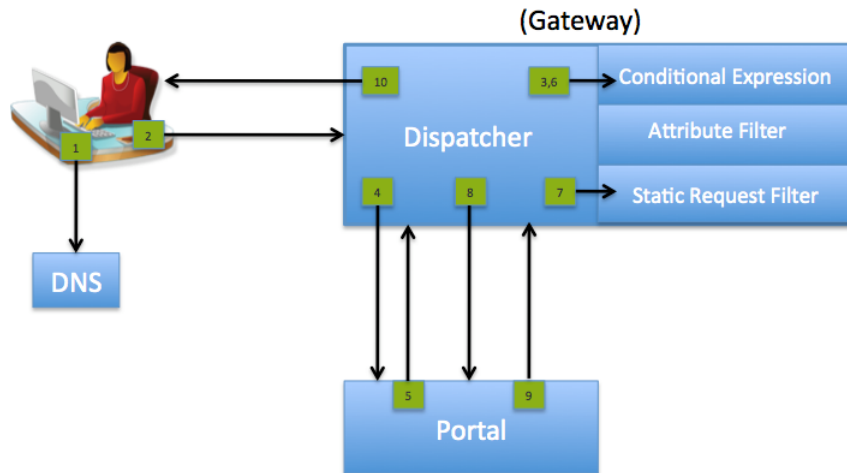 (Gateway)
10
3,6
Conditional Expression
Dispatcher
Attribute Filter
1
2
4
8
7
Static Request Filter
DNS
5
9
Portal